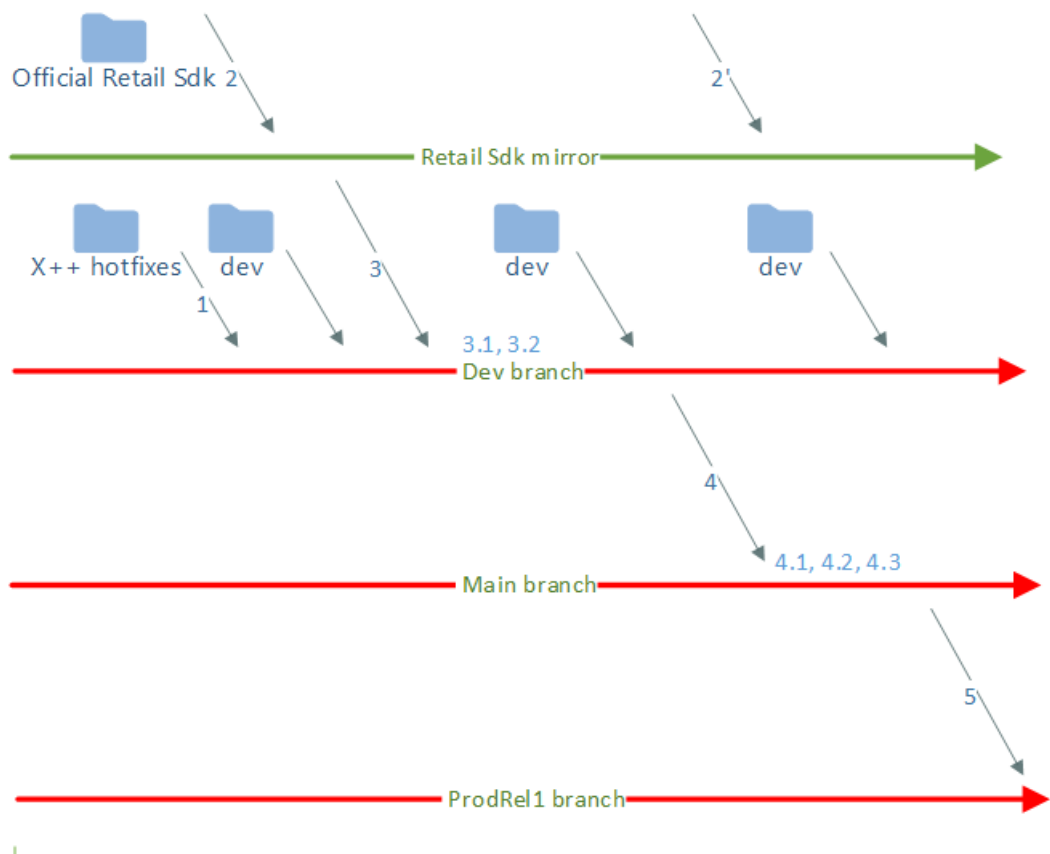 Official Retail Sdk 2
2'
Retail Sdk mirror
X++ hotfixes
dev
3
dev
dev
1
3.1, 3.2
Dev branch
4
4.1, 4.2, 4.3
Main branch
5
ProdRel1 branch